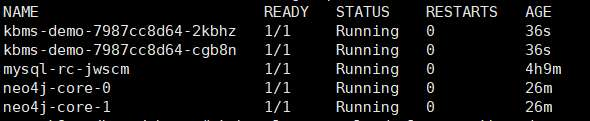 NAME READY STATUS RESTARTS AGE
kbms-demo-7987cc8d64-2kbhz 1/1 Running 0 36s
kbms-demo-7987cc8d64-cgb8n 1/1 Running 0 36s
mysql-rc-jwscm 1/1 Running 0 4h9m
neo4j-core-0 1/1 Running 0 26m
neo4j-core-1 1/1 Running 0 26m